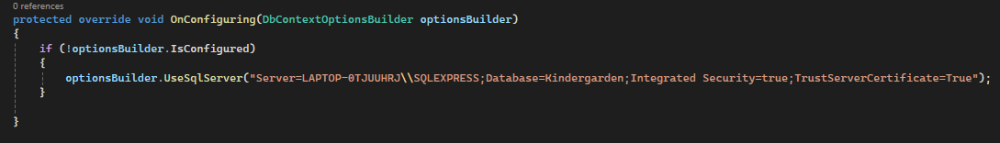 0 references
protected override void OnConfiguring(DbContextOptionsBuilder optionsBuilder)
{
if (!optionsBuilder.IsConfigured)
{
optionsBuilder.UseSqlServer("Server=LAPTOP-0TJUUHRJ\\SQLEXPRESS;Database=Kindergarden;Integrated Security=true;TrustServerCertificate=True");
}
}